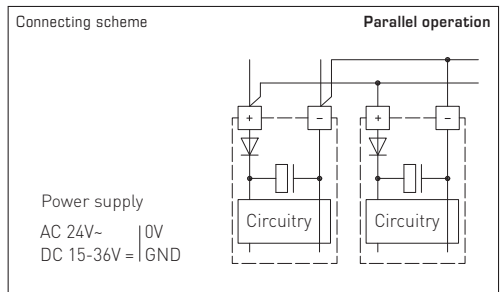 Connecting scheme Parallel operation
+ − + −
Circuitry Circuitry
Power supply
AC 24V~ | 0V
DC 15-36V = | GND